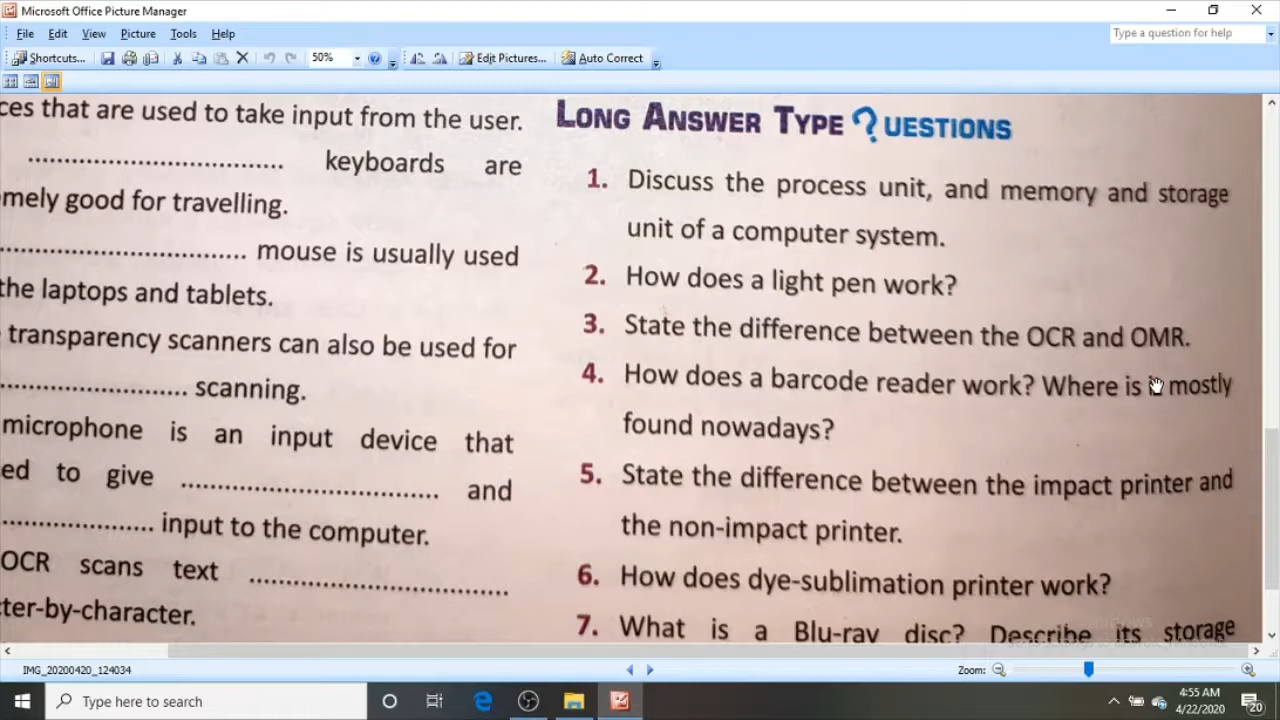 Microsoft Office Picture Manager
File Edit View Picture Tools Help
Type a question for help
Shortcuts... 50% Edit Pictures... Auto Correct
ces that are used to take input from the user.
.................................. keyboards are
mely good for travelling.
.................................. mouse is usually used
the laptops and tablets.
transparency scanners can also be used for
.......................... scanning.
microphone is an input device that
ed to give .................................... and
..................... input to the computer.
OCR scans text ....................................
ter-by-character.
LONG ANSWER TYPE ?UESTIONS
1. Discuss the process unit, and memory and storage
unit of a computer system.
2. How does a light pen work?
3. State the difference between the OCR and OMR.
4. How does a barcode reader work? Where is mostly
found nowadays?
5. State the difference between the impact printer and
the non-impact printer.
6. How does dye-sublimation printer work?
7. What is a Blu-ray disc? Describe its storage
IMG_20200420_124034
Zoom:
Type here to search
4:55 AM
4/22/2020
20